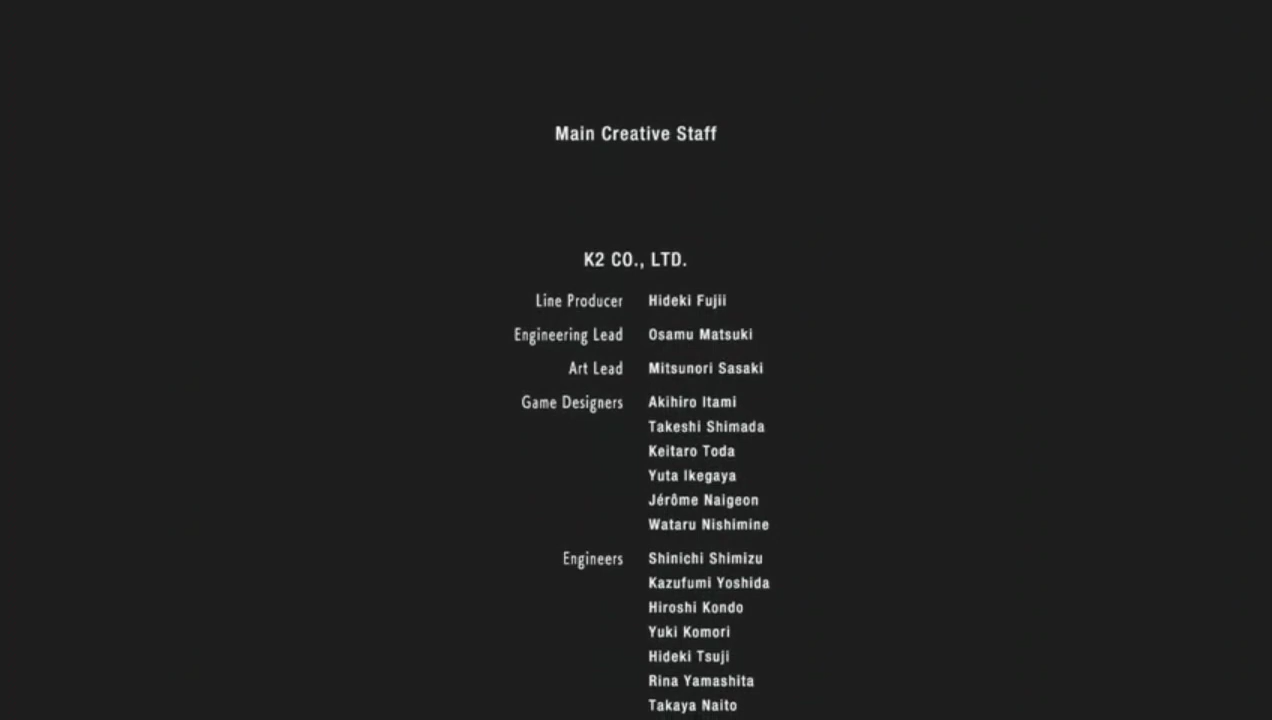 Main Creative Staff
K2 CO., LTD.
Line Producer Hideki Fujii
Engineering Lead Osamu Matsuki
Art Lead Mitsunori Sasaki
Game Designers Akihiro Itami
Takeshi Shimada
Keitaro Toda
Yuta Ikegaya
Jérôme Naigeon
Wataru Nishimine
Engineers Shinichi Shimizu
Kazufumi Yoshida
Hiroshi Kondo
Yuki Komori
Hideki Tsuji
Rina Yamashita
Takaya Naito